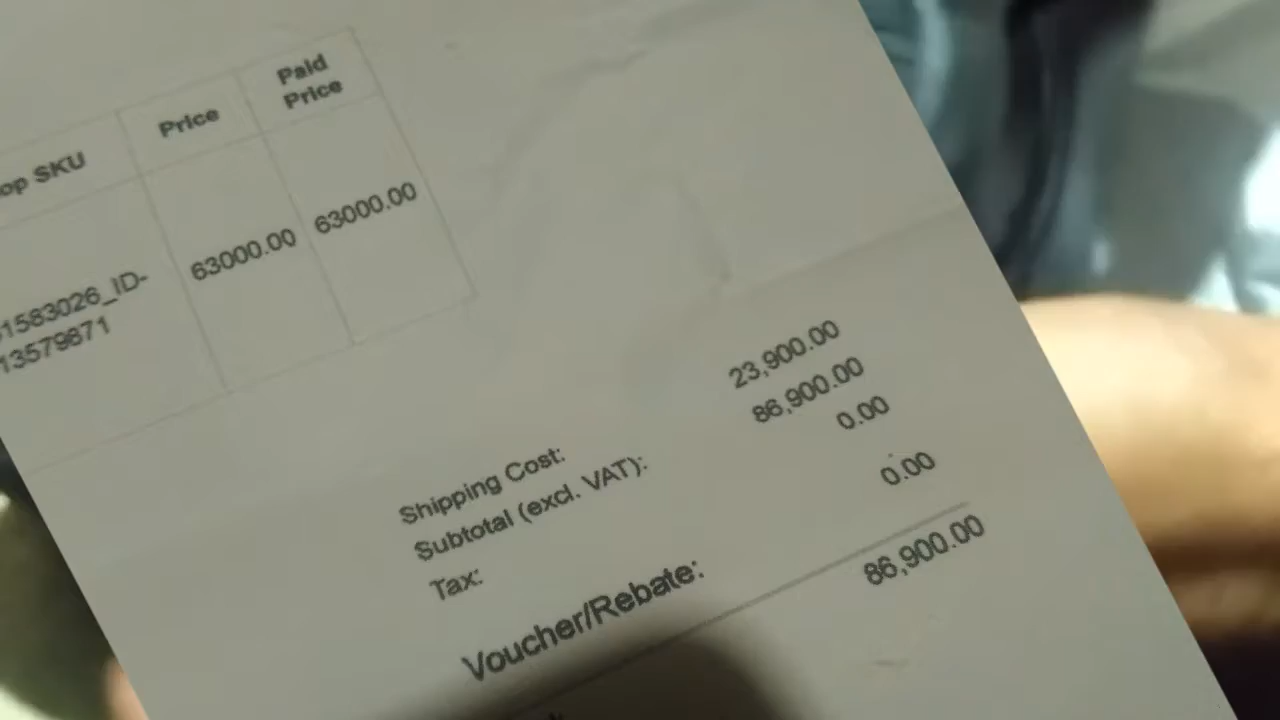 SKU
Price
Paid
Price
1583026_ID-
13579871
63000.00
63000.00
Shipping Cost: 23,900.00
Subtotal (excl. VAT): 86,900.00
Tax: 0.00
Voucher/Rebate: 0.00
86,900.00